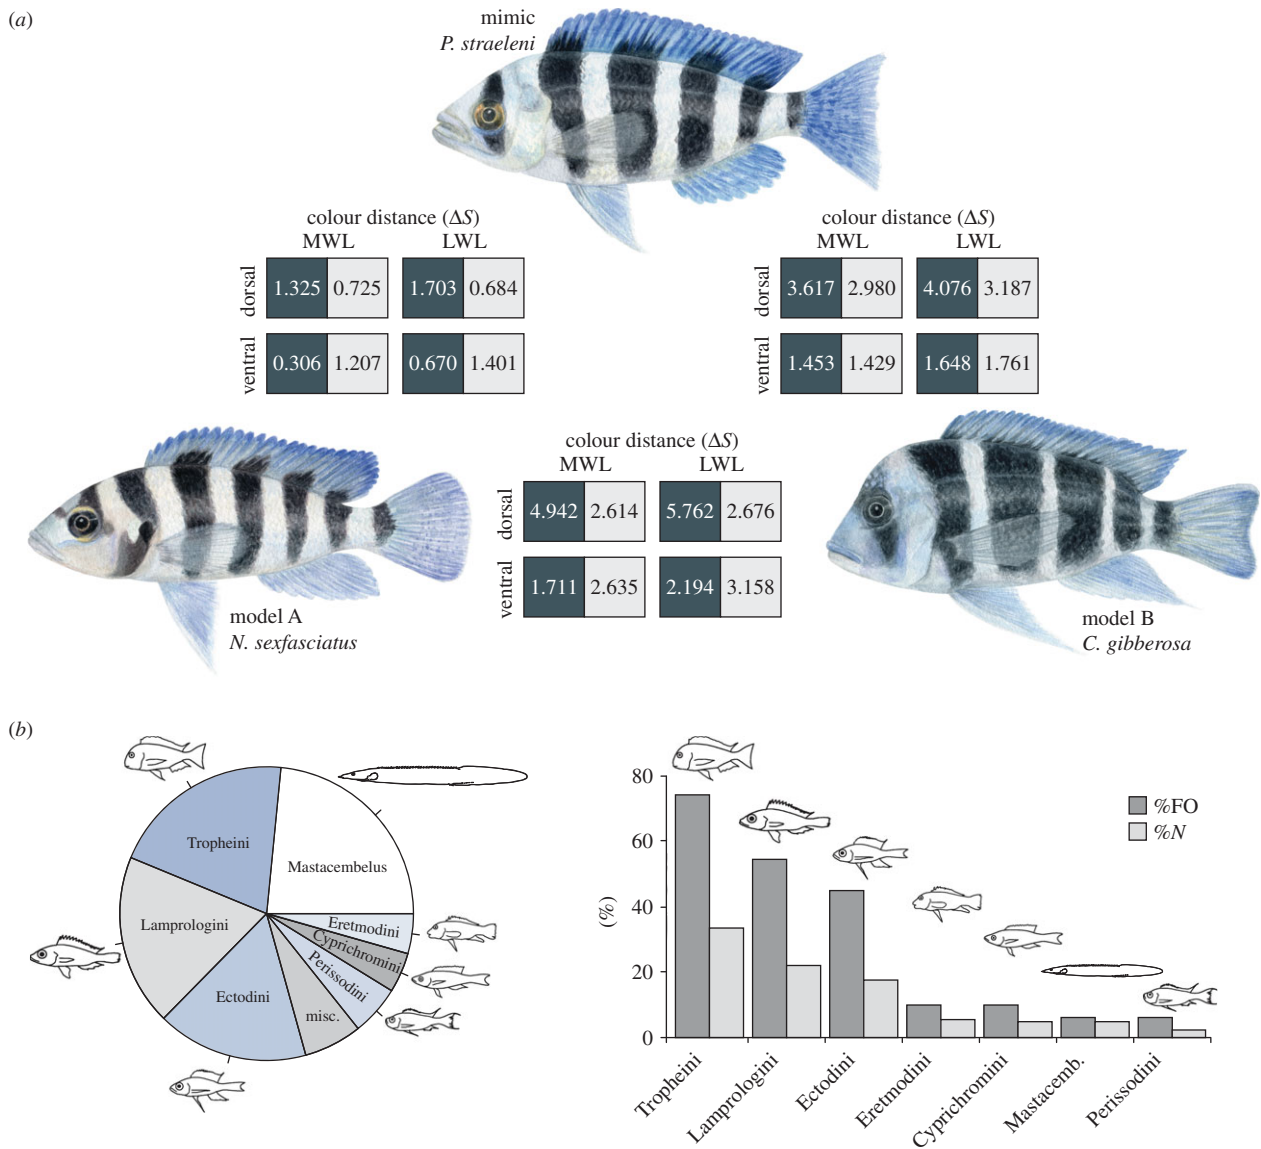 (a)
mimic
P. straeleni
colour distance (ΔS)
MWL LWL
dorsal
1.325 0.725 1.703 0.684
ventral
0.306 1.207 0.670 1.401
colour distance (ΔS)
MWL LWL
dorsal
3.617 2.980 4.076 3.187
ventral
1.453 1.429 1.648 1.761
colour distance (ΔS)
MWL LWL
dorsal
4.942 2.614 5.762 2.676
ventral
1.711 2.635 2.194 3.158
model A
N. sexfasciatus
model B
C. gibberosa
(b)
Tropheini
Mastacembelus
Lamprologini
Eretmodini
Cyprichromini
Perissodini
Ectodini
misc.
80
60
40
20
0
(%)
%FO
%N
Tropheini
Lamprologini
Ectodini
Eretmodini
Cyprichromini
Mastacemb.
Perissodini